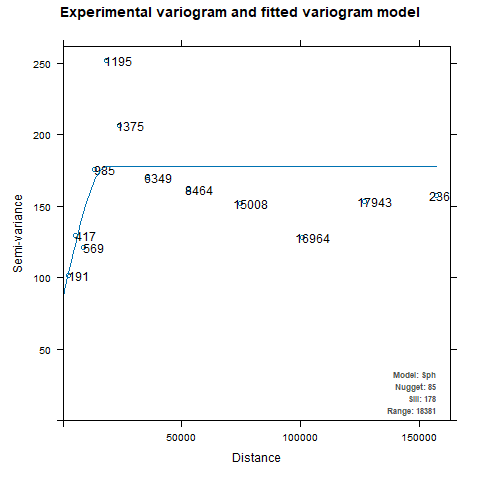 Experimental variogram and fitted variogram model
250
200
150
100
50
Semi-variance
1195
1375
985
6349
8464
15008
16964
17943
236
417
569
191
Model: Sph
Nugget: 85
Sill: 178
Range: 18381
50000
100000
150000
Distance